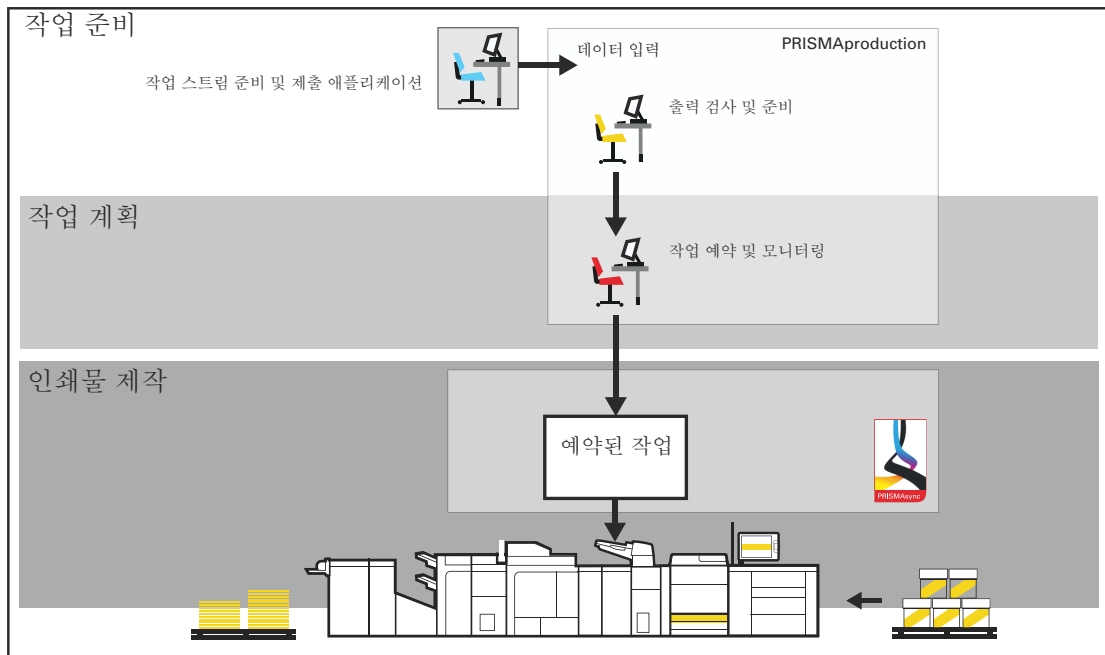 작업 준비
PRISMAproduction
데이터 입력
작업 스트림 준비 및 제출 애플리케이션
출력 검사 및 준비
작업 계획
작업 예약 및 모니터링
인쇄물 제작
예약된 작업
PRISMAsync